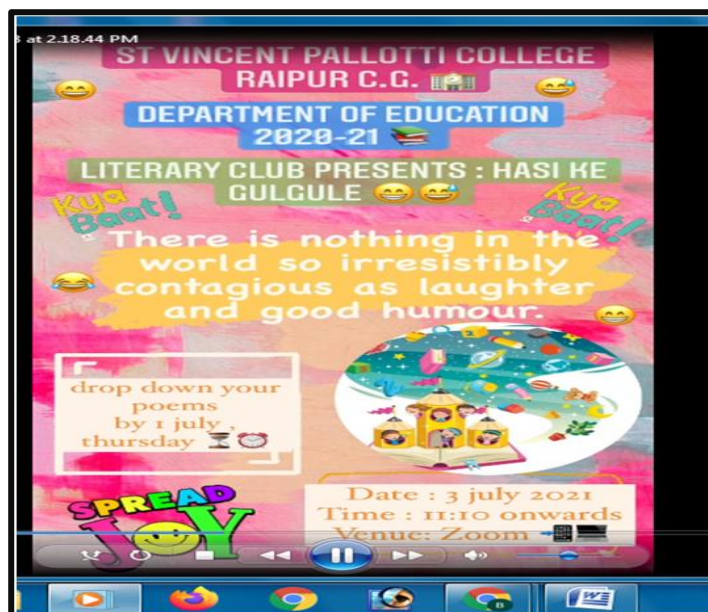 3 at 2.18.44 PM
ST VINCENT PALLOTTI COLLEGE
RAIPUR C.G.
DEPARTMENT OF EDUCATION
2020-21
LITERARY CLUB PRESENTS : HASI KE
GULGULE
Kya
Baat!
Kya
Baat!
There is nothing in the
world so irresistibly
contagious as laughter
and good humour.
drop down your
poems
by 1 july ,
thursday
SPREAD
JOY
Date : 3 july 2021
Time : 11:10 onwards
Venue: Zoom
B
W